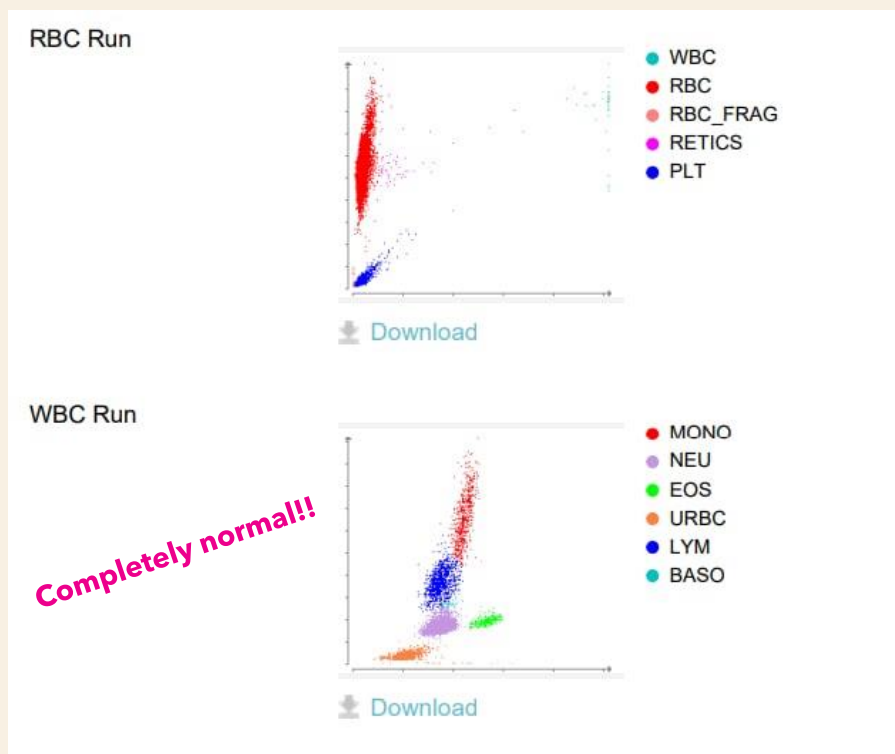 RBC Run
WBC
RBC
RBC_FRAG
RETICS
PLT
Download
WBC Run
Completely normal!!
MONO
NEU
EOS
URBC
LYM
BASO
Download